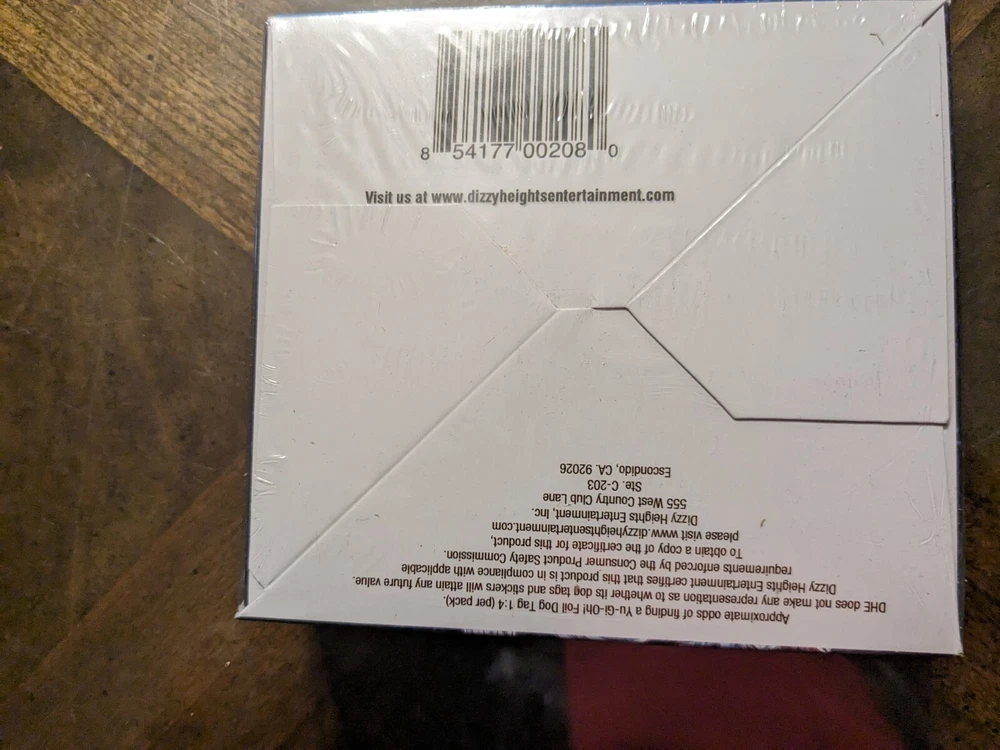 8 54177 00208 0
Visit us at www.dizzyheightsentertainment.com
Approximate odds of finding a Yu-Gi-Oh! Foil Dog Tag 1:4 (per pack).
DHE does not make any representation as to whether its dog tags and stickers will attain any future value.
Dizzy Heights Entertainment certifies that this product is in compliance with applicable
requirements enforced by the Consumer Product Safety Commission.
To obtain a copy of the certificate for this product,
please visit www.dizzyheightsentertainment.com
Dizzy Heights Entertainment, Inc.
555 West Country Club Lane
Ste. C-203
Escondido, CA. 92026